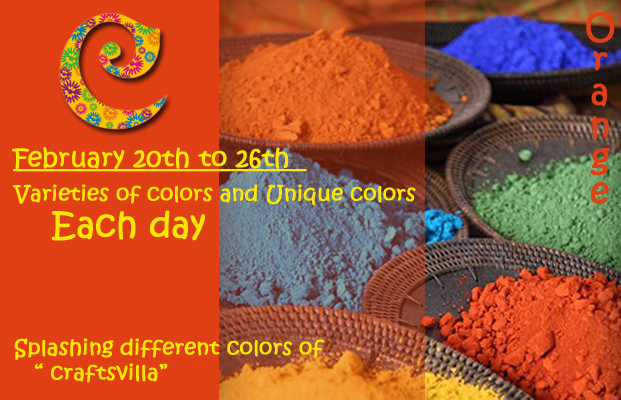 February 20th to 26th
Varieties of colors and Unique colors
Each day
Splashing different colors of
“ craftsvilla”
Orange